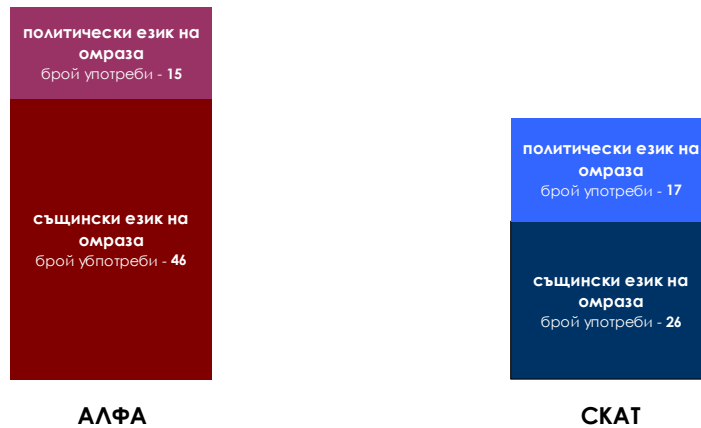 политически език на
омраза
брой употреби - 15
същински език на
омраза
брой убпотреби - 46
АЛФА
политически език на
омраза
брой употреби - 17
същински език на
омраза
брой употреби - 26
СКАТ